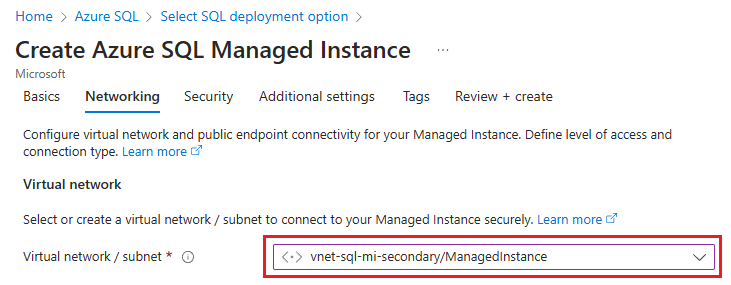 Home > Azure SQL > Select SQL deployment option >
Create Azure SQL Managed Instance ...
Microsoft
Basics Networking Security Additional settings Tags Review + create
Configure virtual network and public endpoint connectivity for your Managed Instance. Define level of access and
connection type. Learn more
Virtual network
Select or create a virtual network / subnet to connect to your Managed Instance securely. Learn more
Virtual network / subnet * vnet-sql-mi-secondary/ManagedInstance